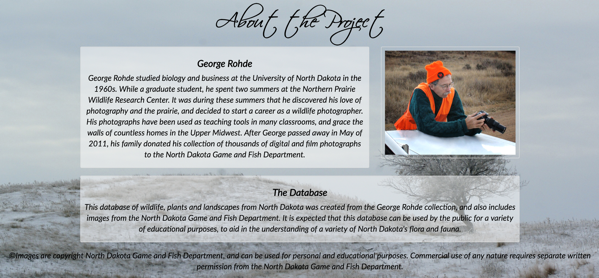 About the Project
George Rohde
George Rohde studied biology and business at the University of North Dakota in the
1960s. While a graduate student, he spent two summers at the Northern Prairie
Wildlife Research Center. It was during these summers that he discovered his love of
photography and the prairie, and decided to start a career as a wildlife photographer.
His photographs have been used as teaching tools in many classrooms, and grace the
walls of countless homes in the Upper Midwest. After George passed away in May of
2011, his family donated his collection of thousands of digital and film photographs
to the North Dakota Game and Fish Department.
The Database
This database of wildlife, plants and landscapes from North Dakota was created from the George Rohde collection, and also includes
images from the North Dakota Game and Fish Department. It is expected that this database can be used by the public for a variety
of educational purposes, to aid in the understanding of a variety of North Dakota's flora and fauna.
©Images are copyright North Dakota Game and Fish Department, and can be used for personal and educational purposes. Commercial use of any nature requires separate written
permission from the North Dakota Game and Fish Department.